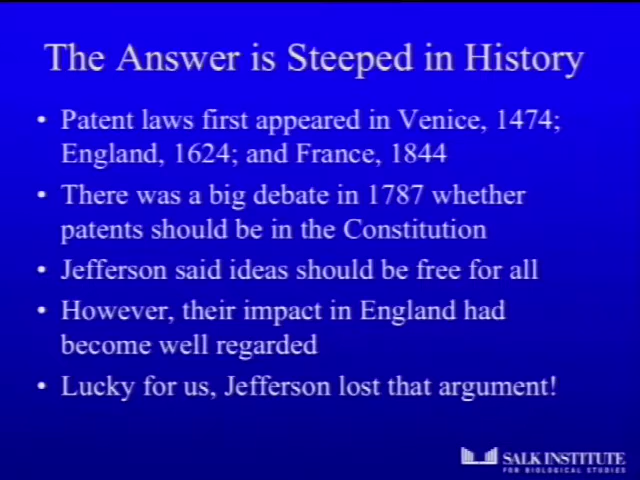 The Answer is Steeped in History
• Patent laws first appeared in Venice, 1474;
England, 1624; and France, 1844
• There was a big debate in 1787 whether
patents should be in the Constitution
• Jefferson said ideas should be free for all
• However, their impact in England had
become well regarded
• Lucky for us, Jefferson lost that argument!
SALK INSTITUTE
FOR BIOLOGICAL STUDIES